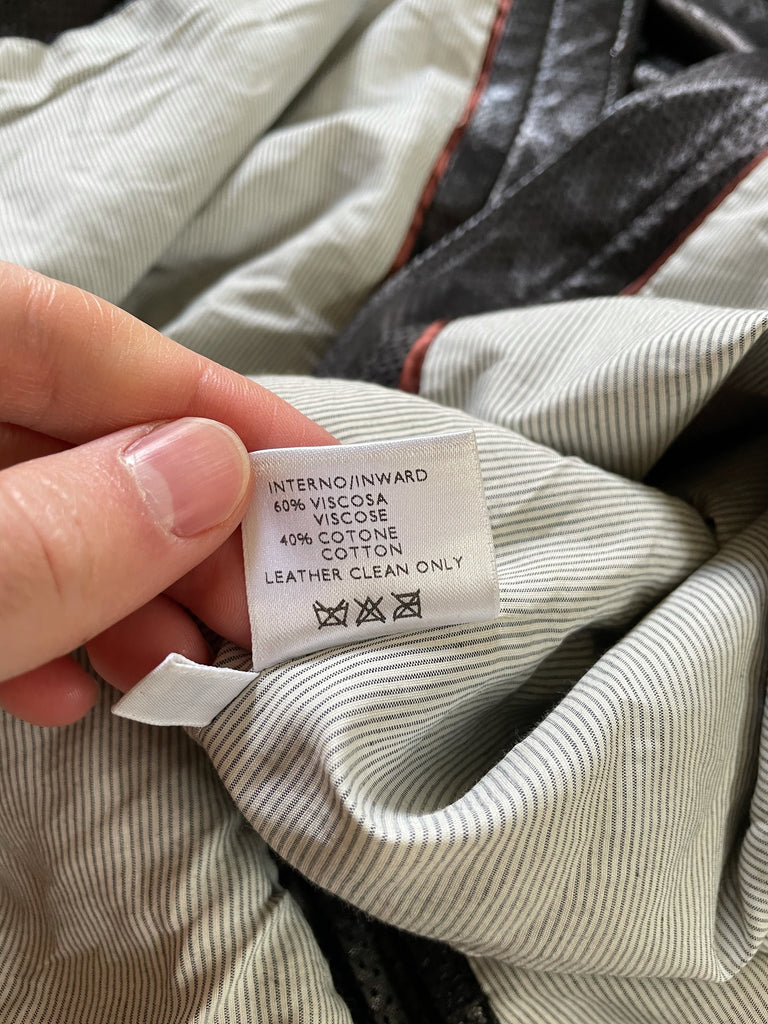 INTERNO/INWARD
60% VISCOSA
VISCOSE
40% COTONE
COTTON
LEATHER CLEAN ONLY